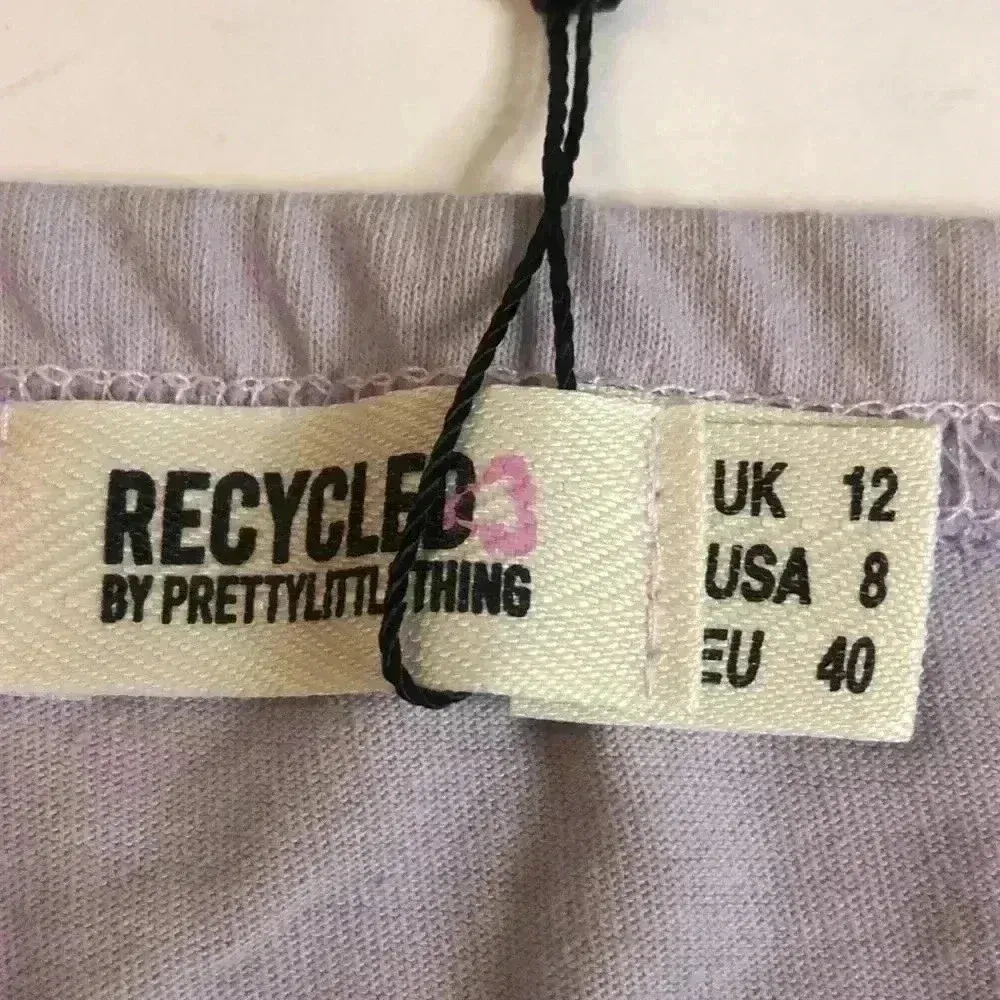 RECYCLED
BY PRETTYLITTLETHING
UK 12
USA 8
EU 40